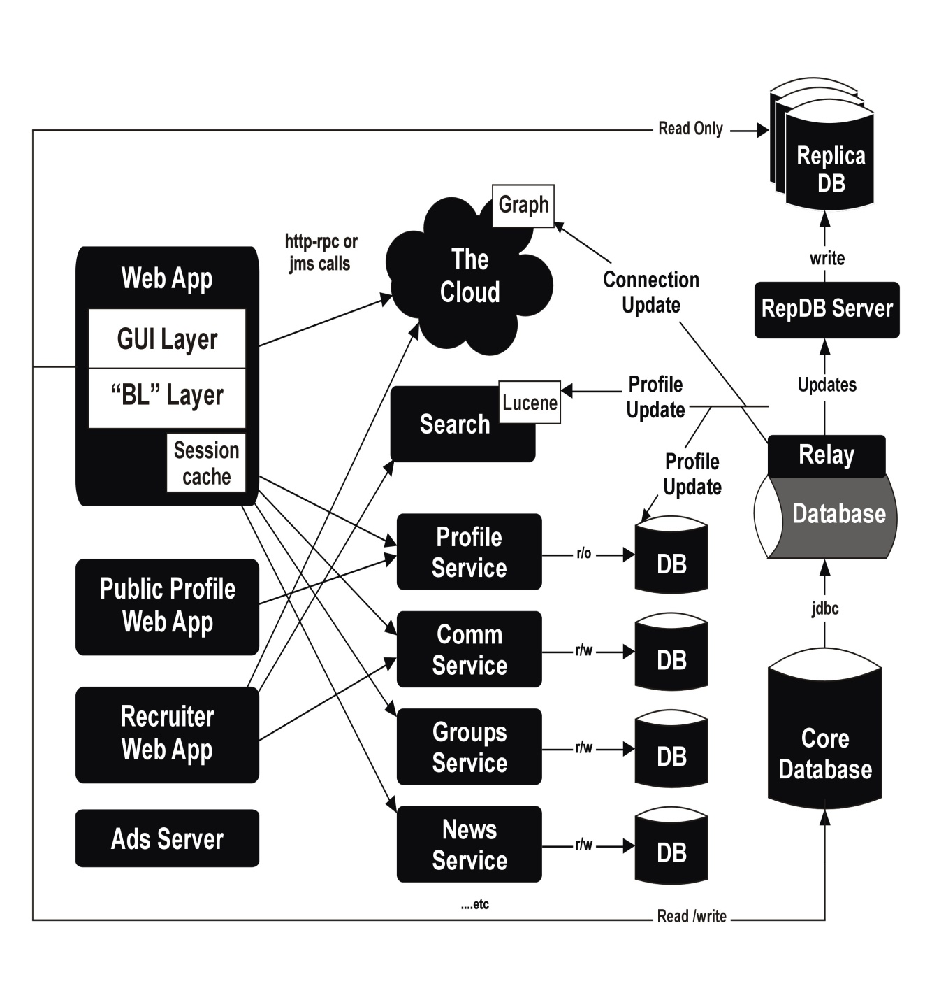 Read Only
Replica
DB
Graph
http-rpc or
jms calls
The
Cloud
write
Web App
Connection
Update
RepDB Server
GUI Layer
“BL” Layer
Profile
Update
Updates
Lucene
Search
Session
cache
Profile
Update
Relay
Database
Profile
Service
r/o
DB
Public Profile
Web App
jdbc
Comm
Service
r/w
DB
Recruiter
Web App
Groups
Service
r/w
DB
Core
Database
Ads Server
News
Service
r/w
DB
....etc
Read /write